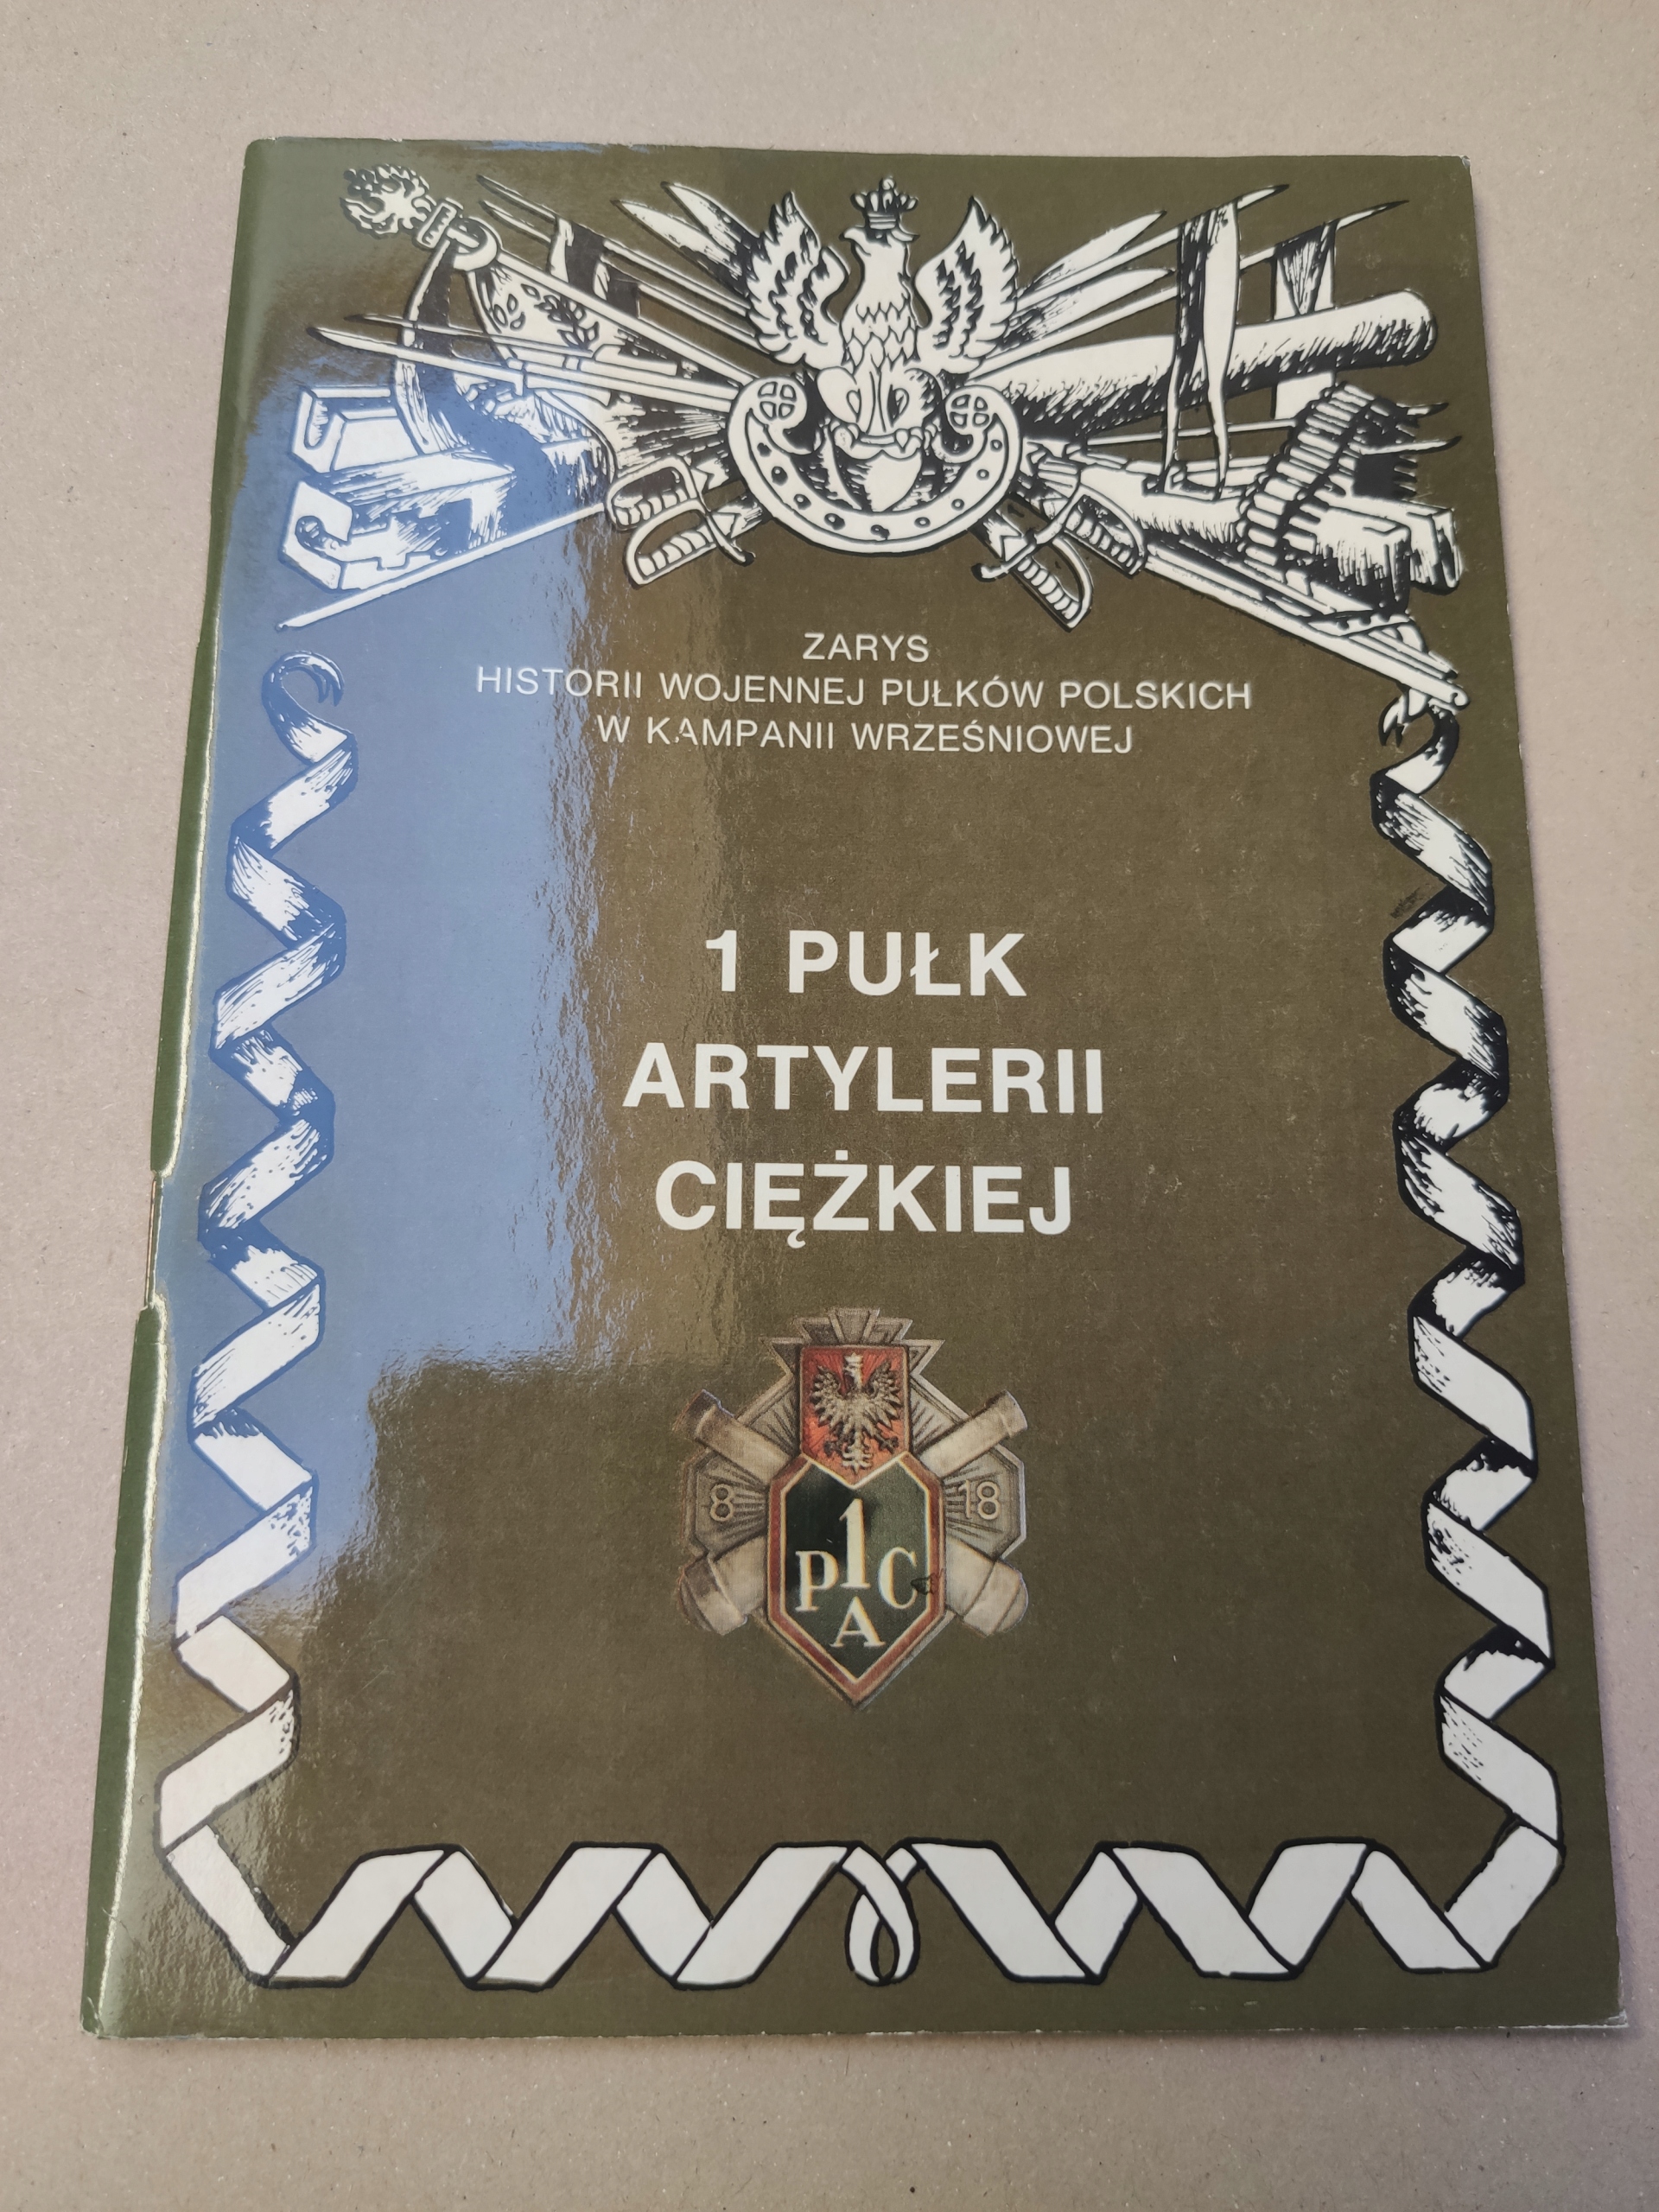 ZARYS
HISTORII WOJENNEJ PUŁKÓW POLSKICH
W KAMPANII WRZEŚNIOWEJ
1 PUŁK
ARTYLERII
CIĘŻKIEJ
8 18
1
P C
A